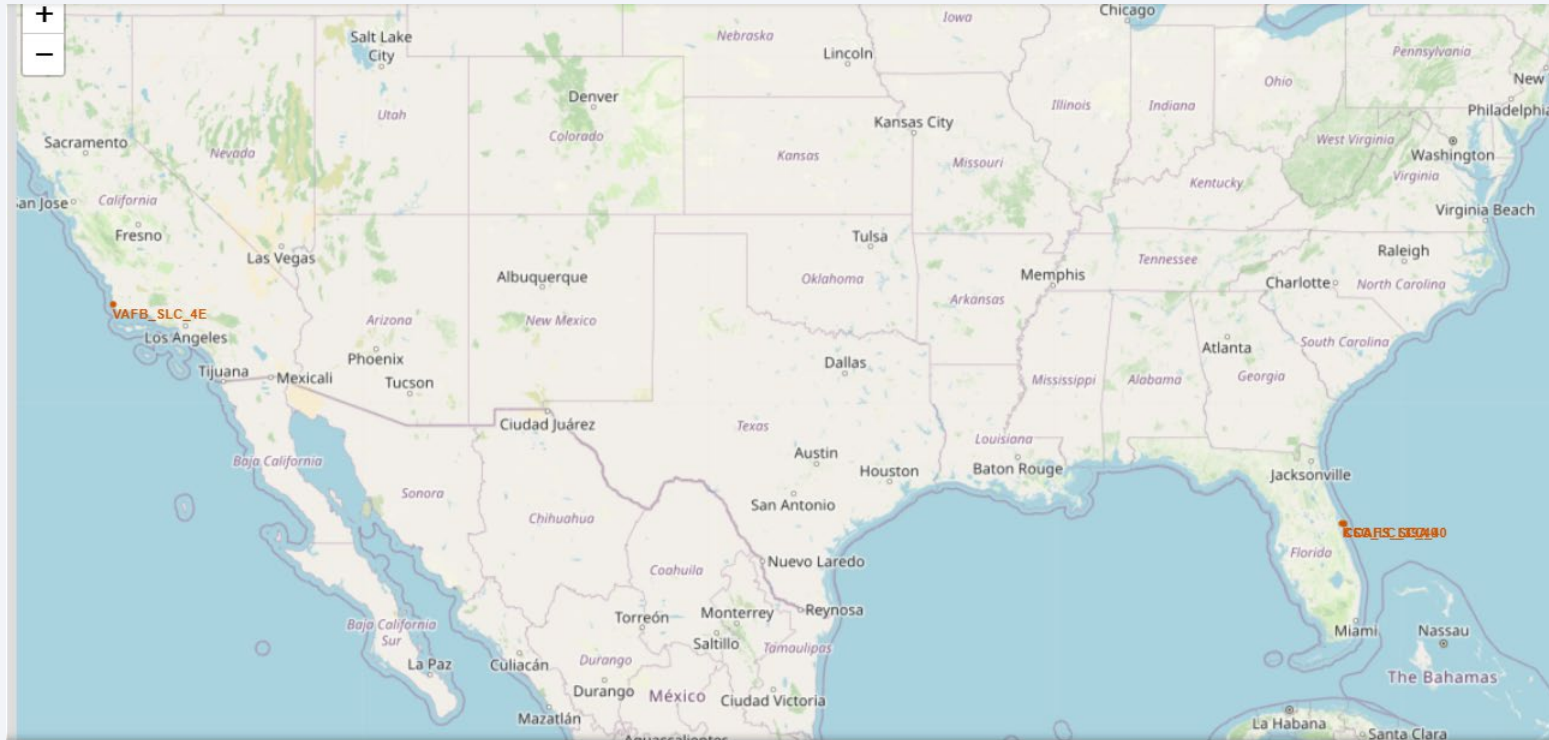 +
−
Chicago
Iowa
Nebraska
Salt Lake
City
Lincoln
Pennsylvania
New
Ohio
Denver
Illinois
Indiana
Philadelphia
Utah
Colorado
Kansas City
Sacramento
Nevada
Kansas
Missouri
West Virginia
Washington
Virginia
Kentucky
California
an Jose
Virginia Beach
Fresno
Tulsa
Raleigh
Las Vegas
Tennessee
Albuquerque
Oklahoma
Memphis
Charlotte
North Carolina
Arkansas
VAFB_SLC_4E
Arizona
New Mexico
Los Angeles
South Carolina
Atlanta
Phoenix
Dallas
Tijuana
Mexicali
Tucson
Mississippi
Alabama
Georgia
Ciudad Juárez
Texas
Louisiana
Austin
Baja California
Houston
Baton Rouge
Jacksonville
Sonora
San Antonio
Chihuahua
Florida
Nuevo Laredo
Coahuila
Torreón
Monterrey
Reynosa
Baja California
Sur
Saltillo
Tamaulipas
Miami
Nassau
La Paz
Culiacán
Durango
The Bahamas
Durango
México
Ciudad Victoria
Mazatlán
La Habana
Santa Clara
Aguascalientes